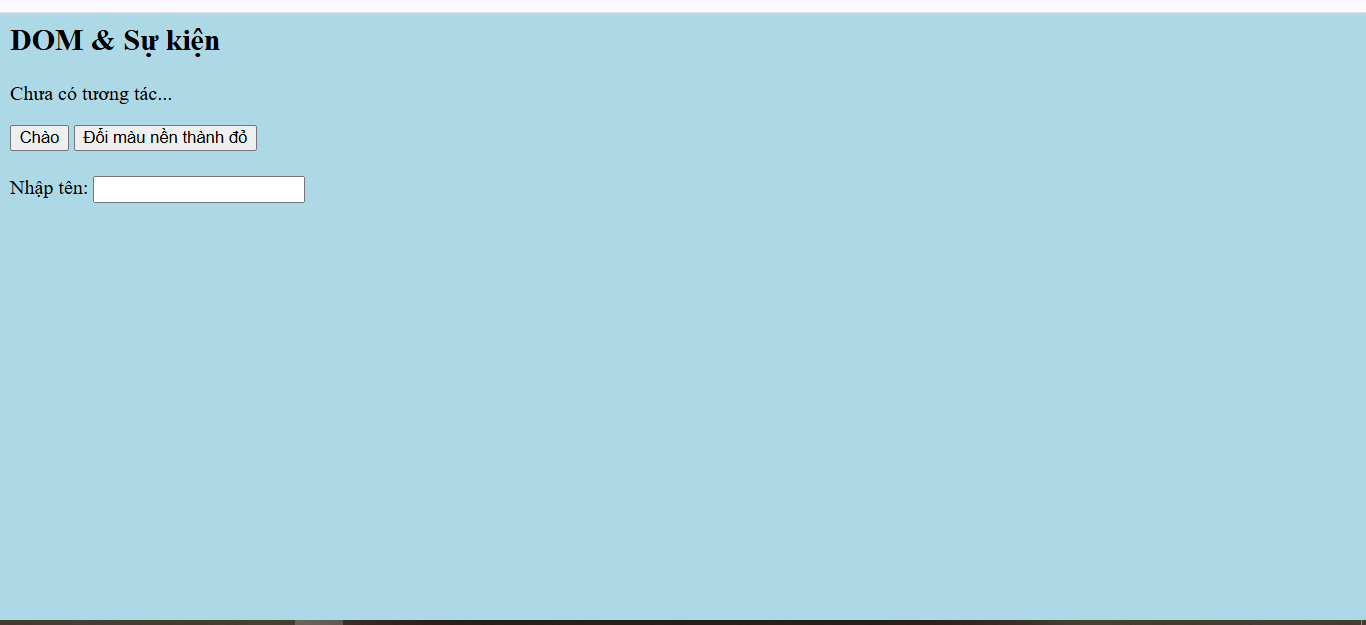 DOM & Sự kiện
Chưa có tương tác...
Chào Đổi màu nền thành đỏ
Nhập tên: